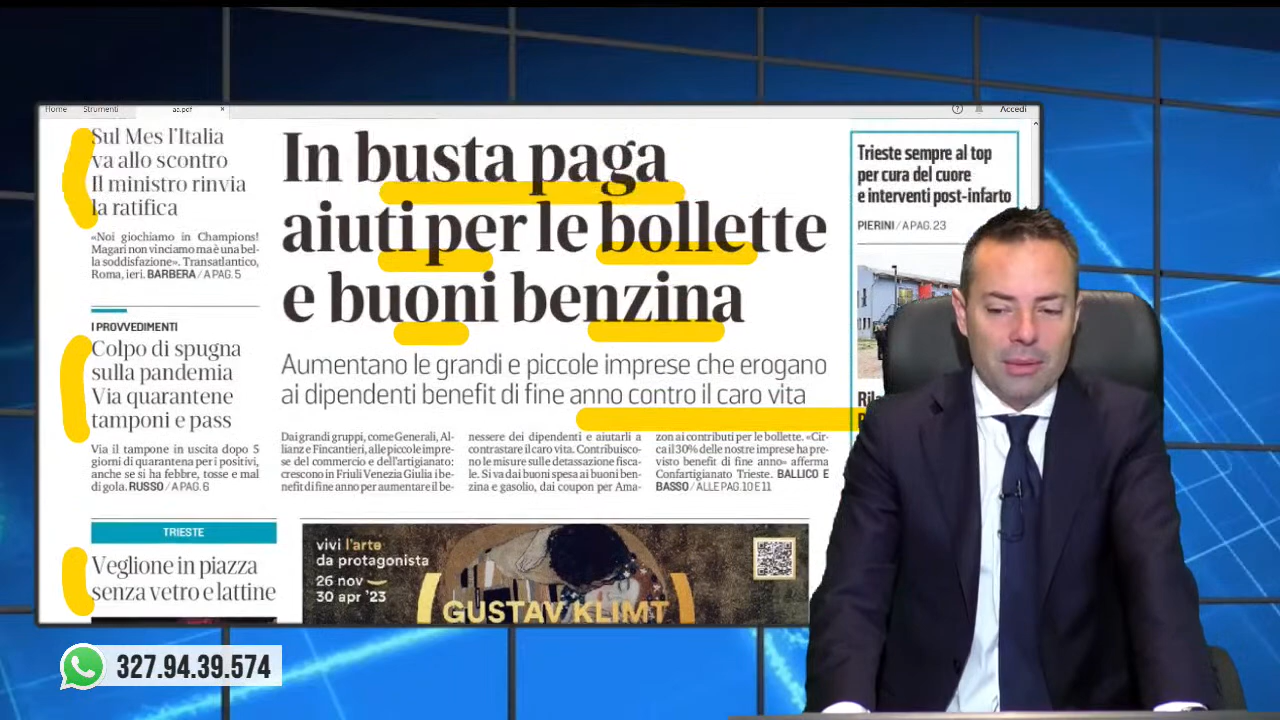 Home Strumenti aa.pdf × Accedi
Sul Mes l'Italia
va allo scontro
Il ministro rinvia
la ratifica
«Noi giochiamo in Champions!
Magari non vinciamo ma è una bel-
la soddisfazione». Transatlantico,
Roma, ieri. BARBERA / A PAG. 5
I PROVVEDIMENTI
Colpo di spugna
sulla pandemia
Via quarantene
tamponi e pass
Via il tampone in uscita dopo 5
giorni di quarantena per i positivi,
anche se si ha febbre, tosse e mal
di gola. RUSSO / A PAG. 6
TRIESTE
Veglione in piazza
senza vetro e lattine
In busta paga
aiuti per le bollette
e buoni benzina
Aumentano le grandi e piccole imprese che erogano
ai dipendenti benefit di fine anno contro il caro vita
Dai grandi gruppi, come Generali, Al-
lianz e Fincantieri, alle piccole impre-
se del commercio e dell'artigianato:
crescono in Friuli Venezia Giulia i be-
nefit di fine anno per aumentare il be-
nessere dei dipendenti e aiutarli a
contrastare il caro vita. Contribuisco-
no le misure sulle detassazione fisca-
le. Si va dai buoni spesa ai buoni ben-
zina e gasolio, dai coupon per Ama-
zon ai contributi per le bollette. «Cir-
ca il 30% delle nostre imprese ha pre-
visto benefit di fine anno» afferma
Confartigianato Trieste. BALLICO E
BASSO / ALLE PAG. 10 E 11
vivi l'arte
da protagonista
26 nov
30 apr '23
GUSTAV KLIMT
Trieste sempre al top
per cura del cuore
e interventi post-infarto
PIERINI / A PAG. 23
327.94.39.574